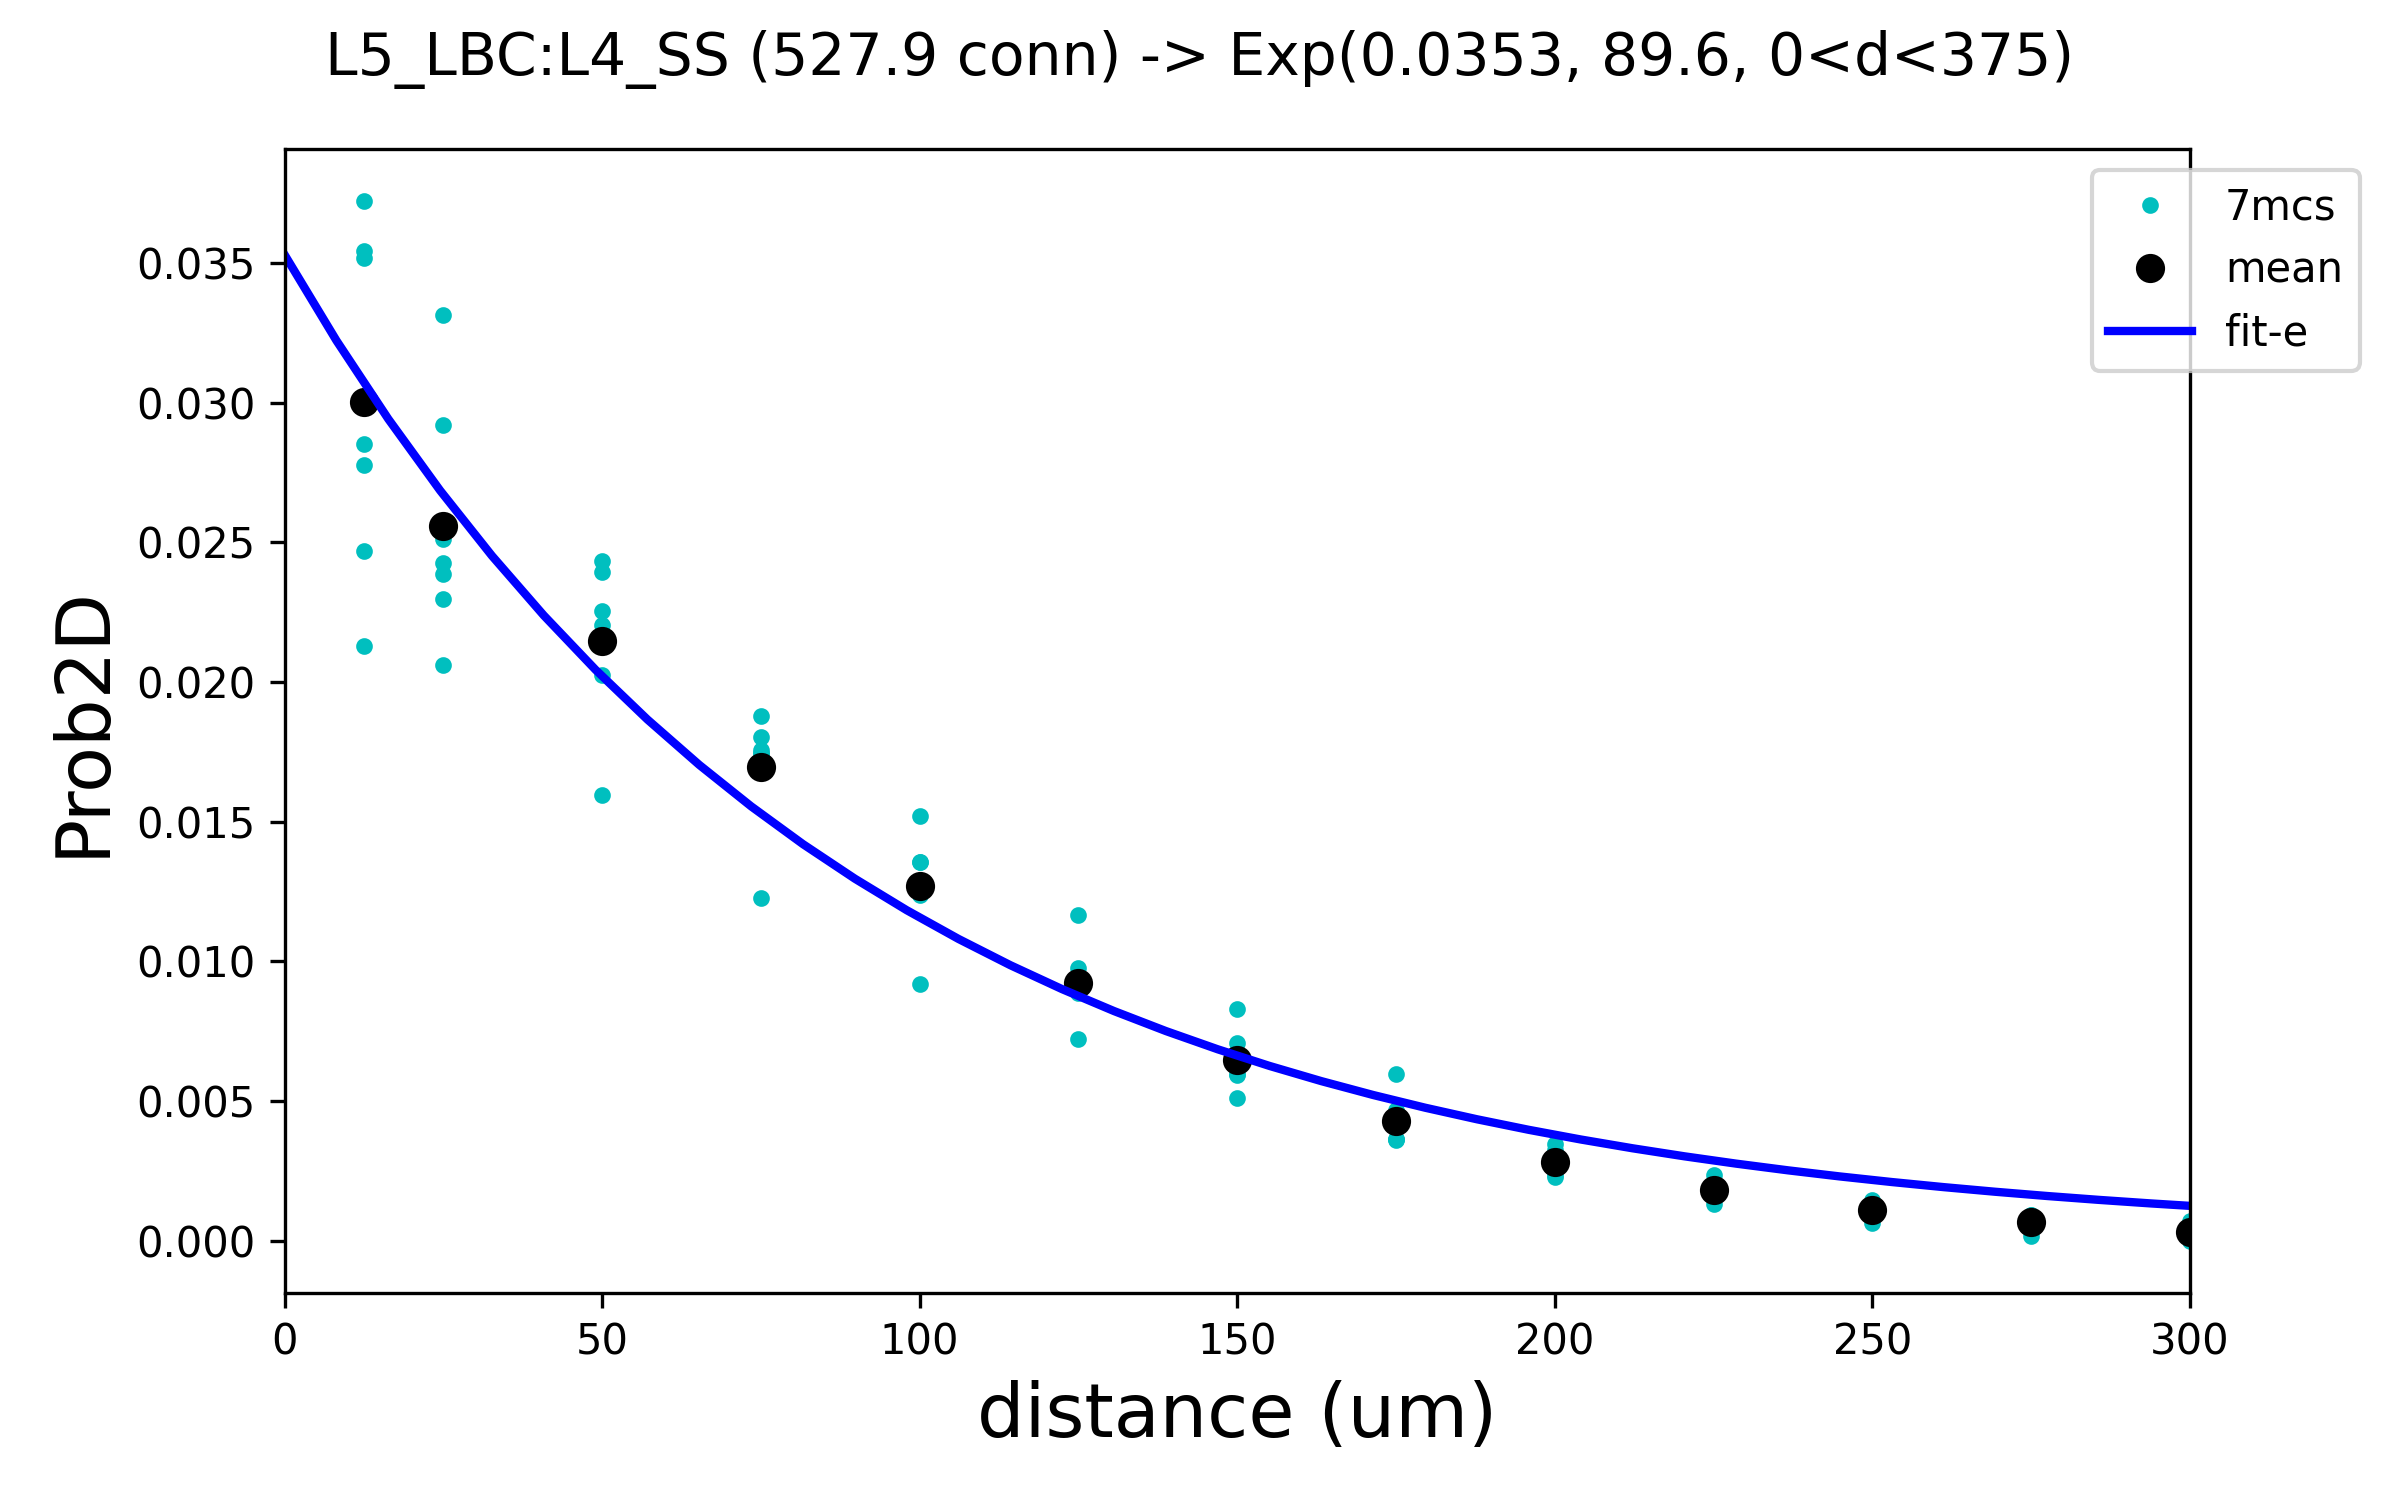 L5_LBC:L4_SS (527.9 conn) -> Exp(0.0353, 89.6, 0<d<375)
7mcs
mean
fit-e
Prob2D
0.035
0.030
0.025
0.020
0.015
0.010
0.005
0.000
0 50 100 150 200 250 300
distance (um)